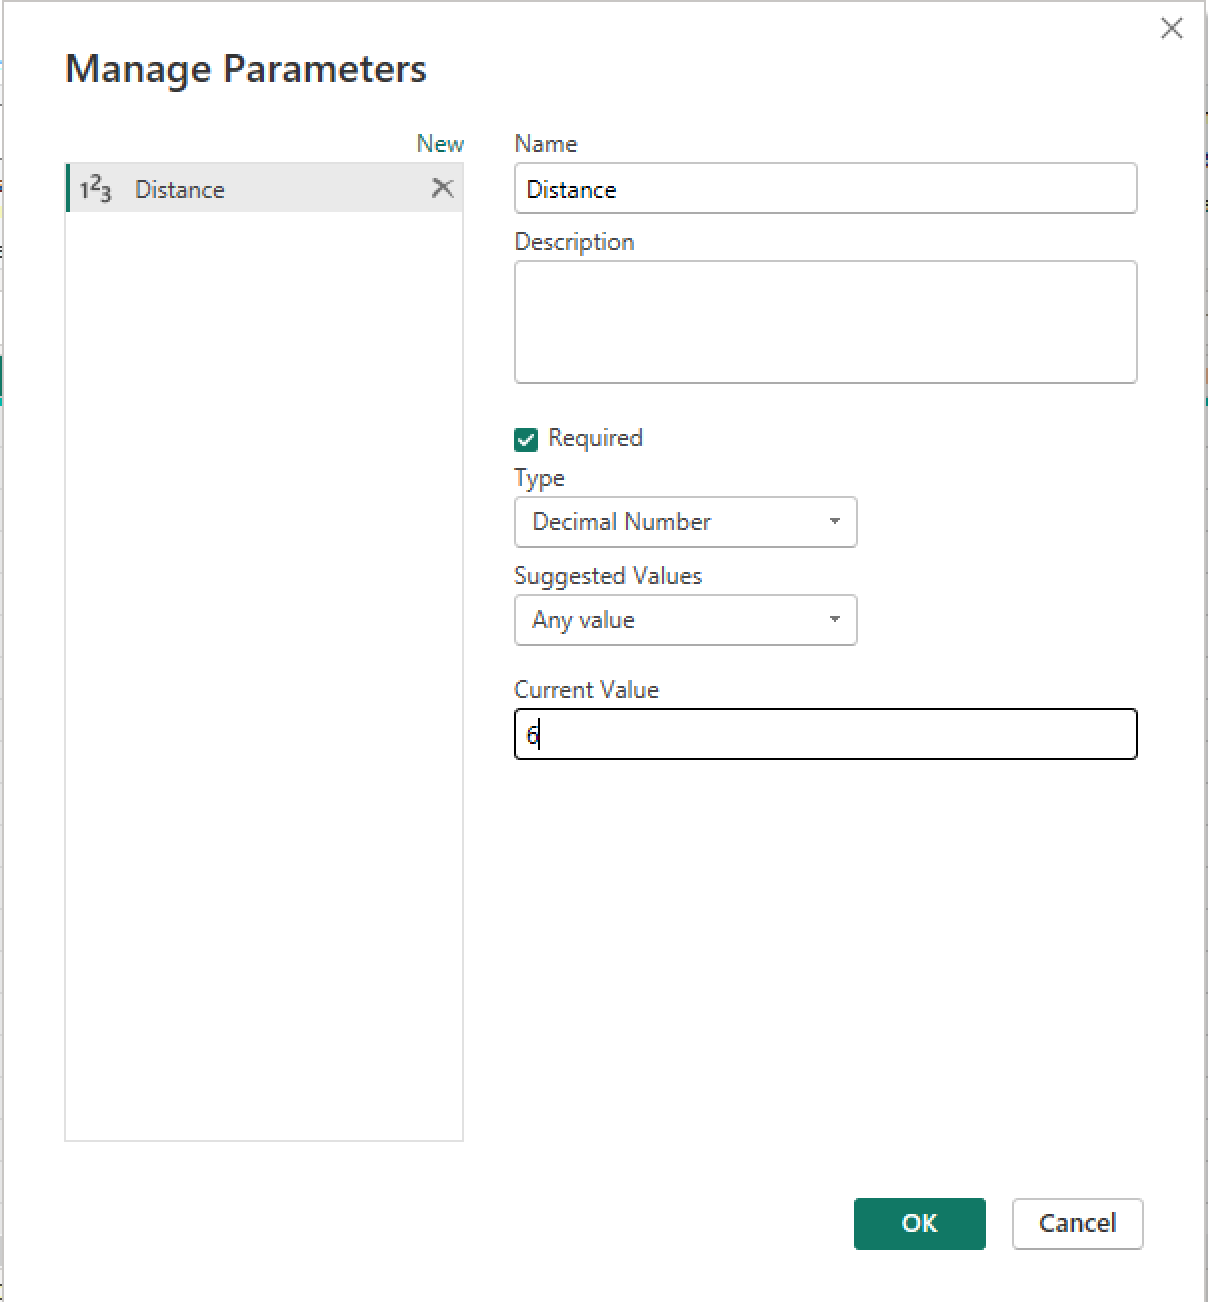 Manage Parameters
New
123 Distance
Name
Distance
Description
Required
Type
Decimal Number
Suggested Values
Any value
Current Value
6
OK
Cancel